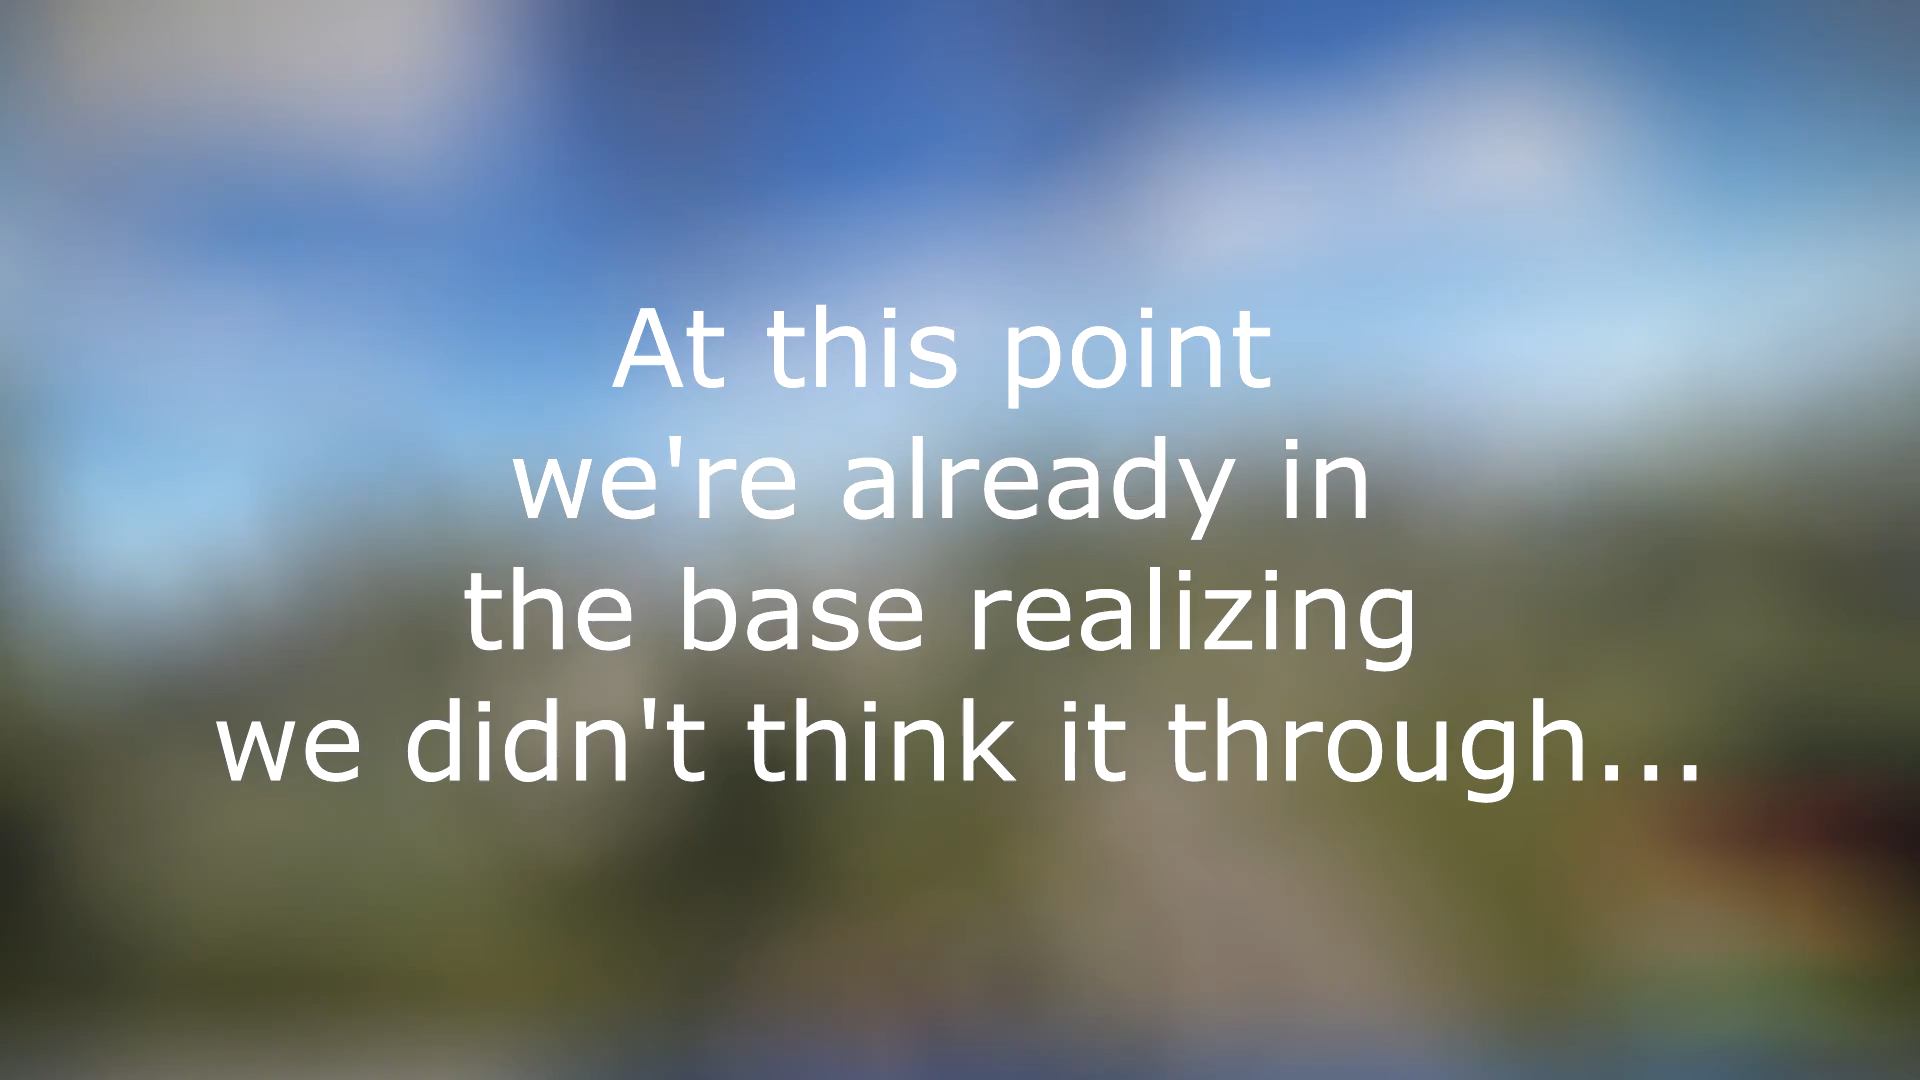 At this point
we're already in
the base realizing
we didn't think it through...